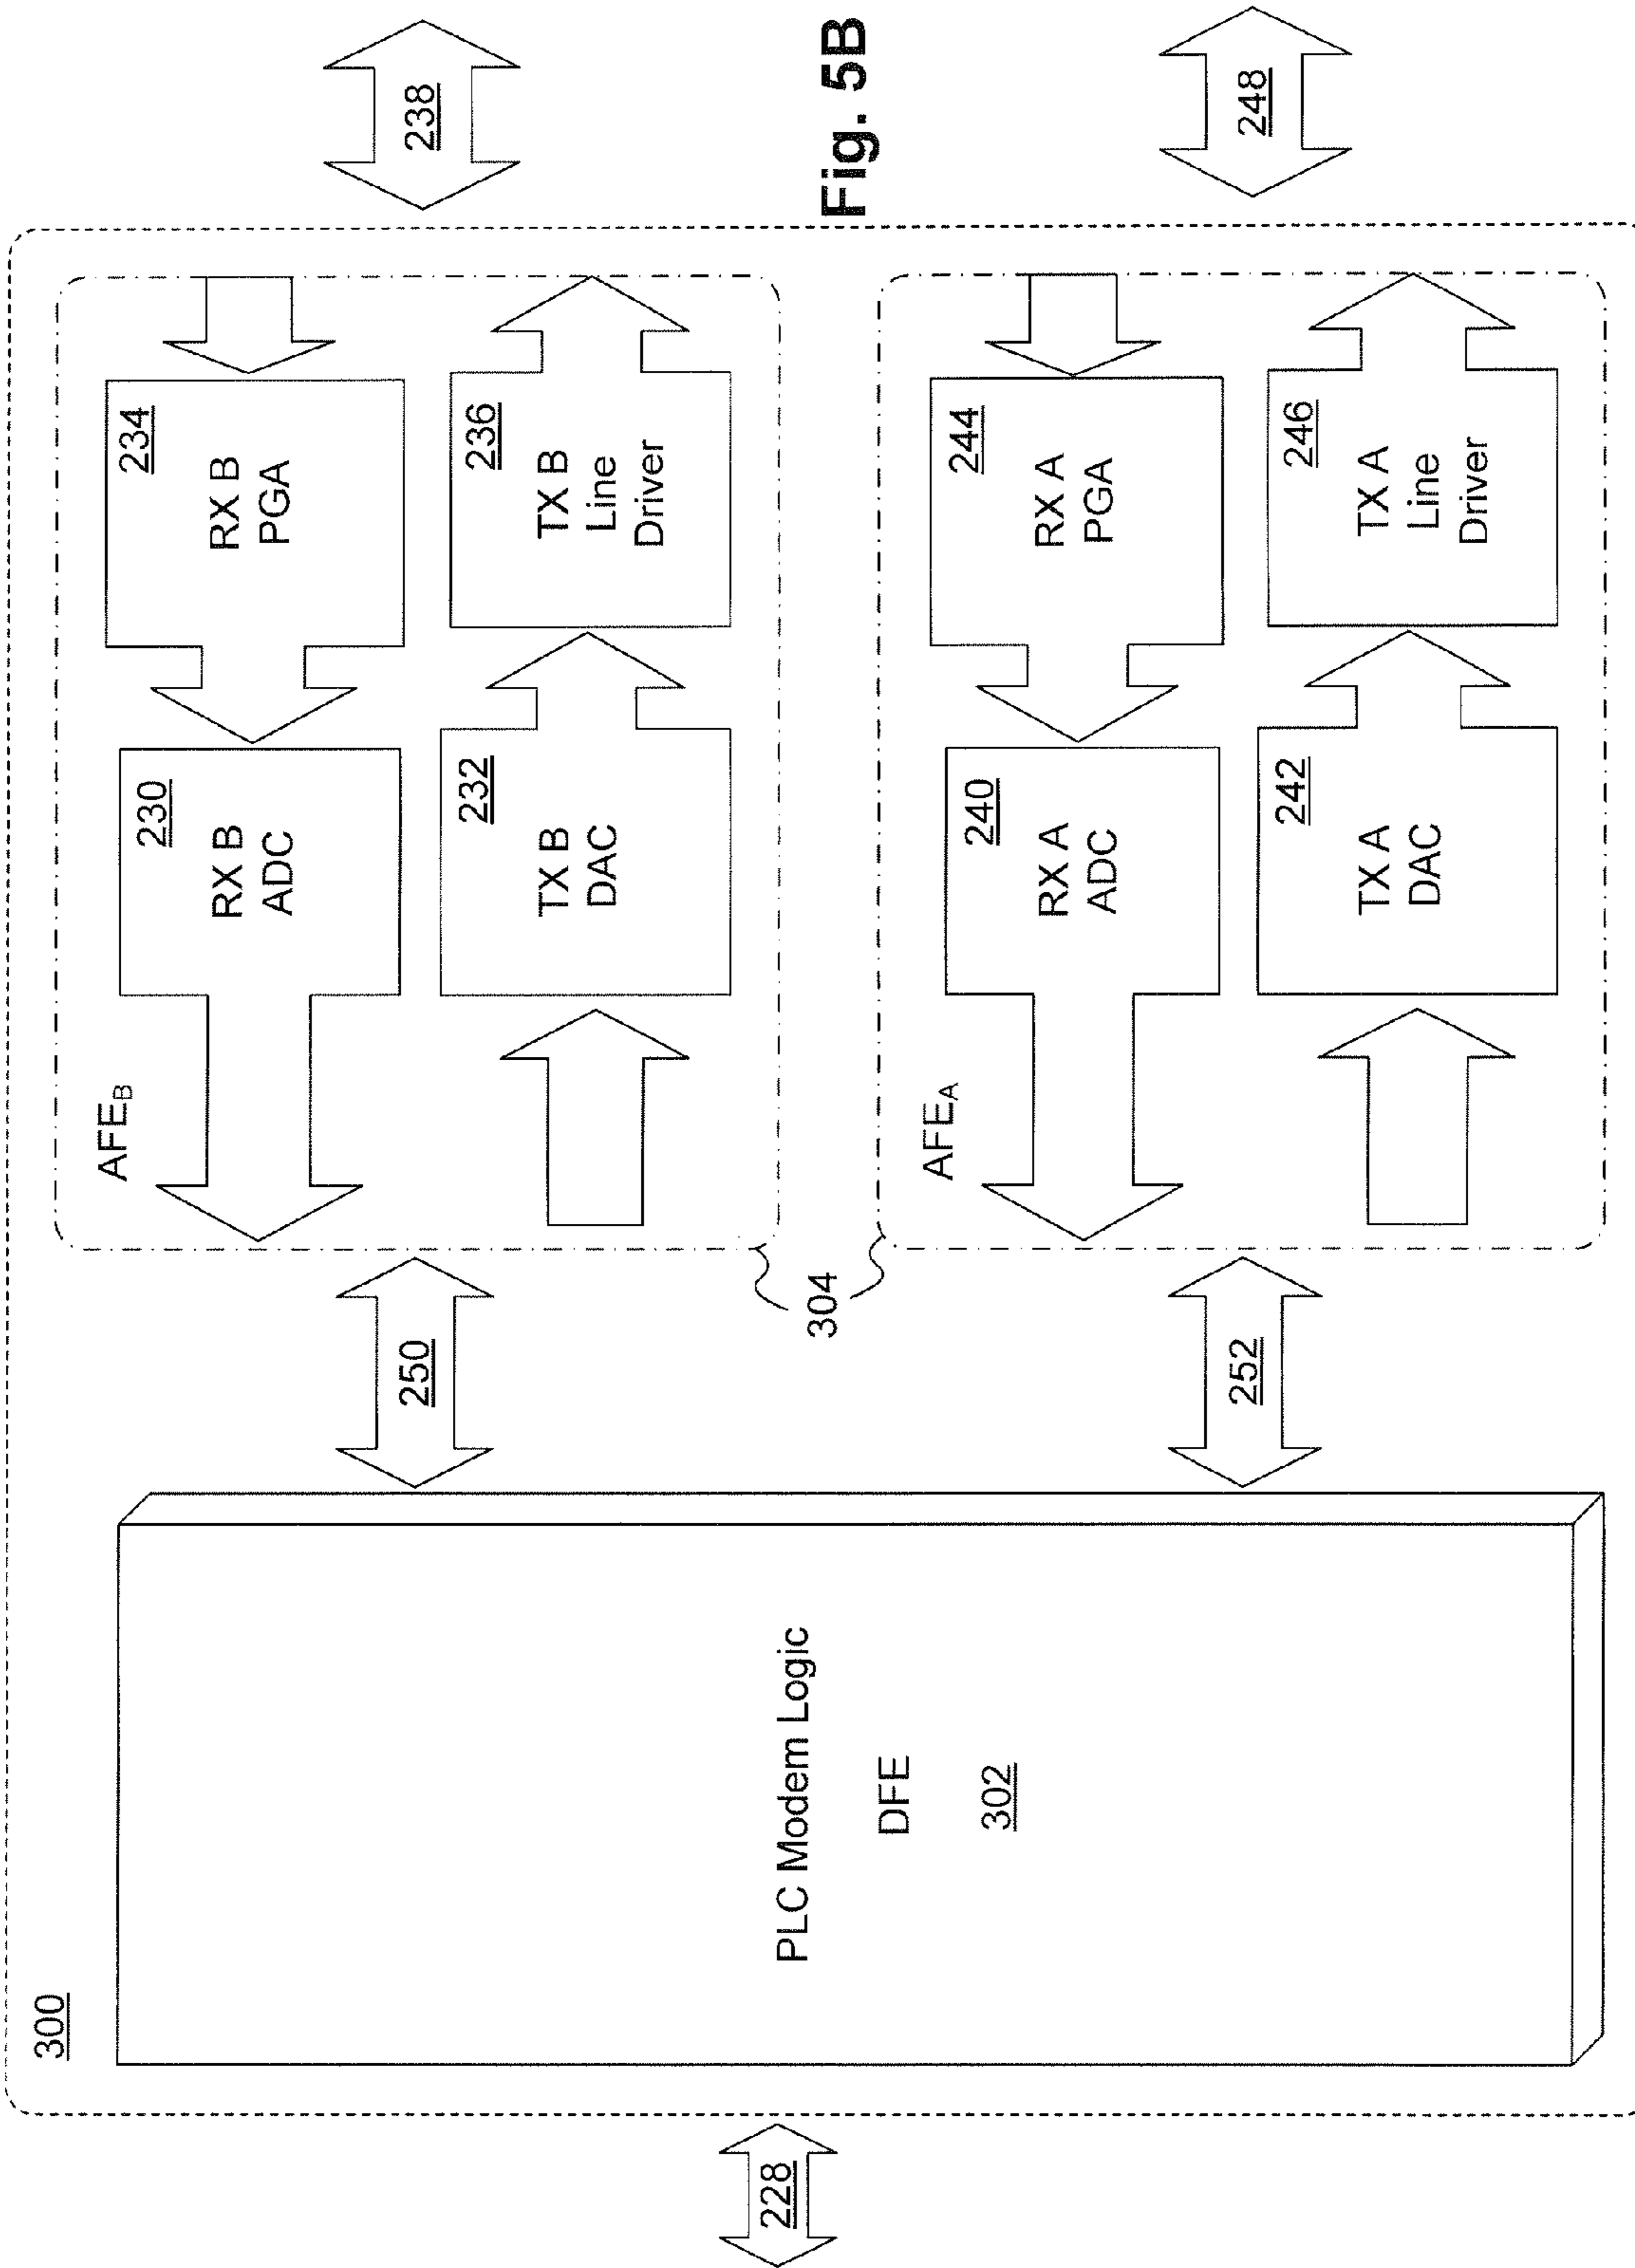 300
228
PLC Modem Logic
DFE
302
250
252
304
AFE_B
230
RX B
ADC
234
RX B
PGA
232
TX B
DAC
236
TX B
Line
Driver
238
AFE_A
240
RX A
ADC
244
RX A
PGA
242
TX A
DAC
246
TX A
Line
Driver
248
Fig. 5B